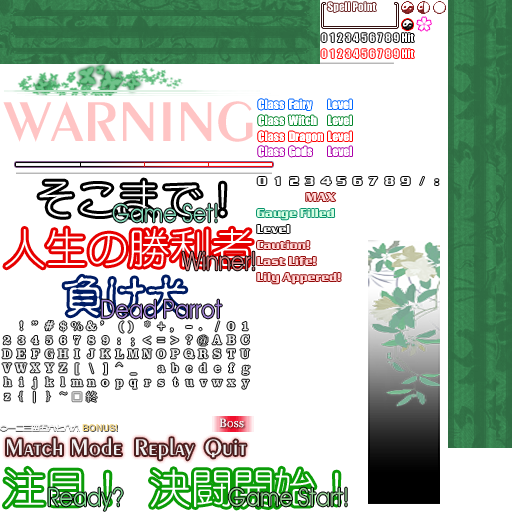 Spell Point
0123456789Hit
0123456789Hit
WARNING
Class Fairy Level
Class Witch Level
Class Dragon Level
Class Gods Level
0 1 2 3 4 5 6 7 8 9 / :
そこまで！
Game Set!
MAX
Gauge Filled
Level
Caution!
Last Life!
Lily Appered!
人生の勝利者
Winner!
負け犬
Dead Parrot
! " # $ % & ' ( ) * + , - . / 0 1
2 3 4 5 6 7 8 9 : ; < = > ? @ A B C
D E F G H I J K L M N O P Q R S T U
V W X Y Z [ \ ] ^ _ a b c d e f g
h i j k l m n o p q r s t u v w x y
z { | } ~ □ 終
〇一二三四五六七八九 BONUS!
Boss
Match Mode Replay Quit
注目！ 決闘開始！
Ready? Game Start!